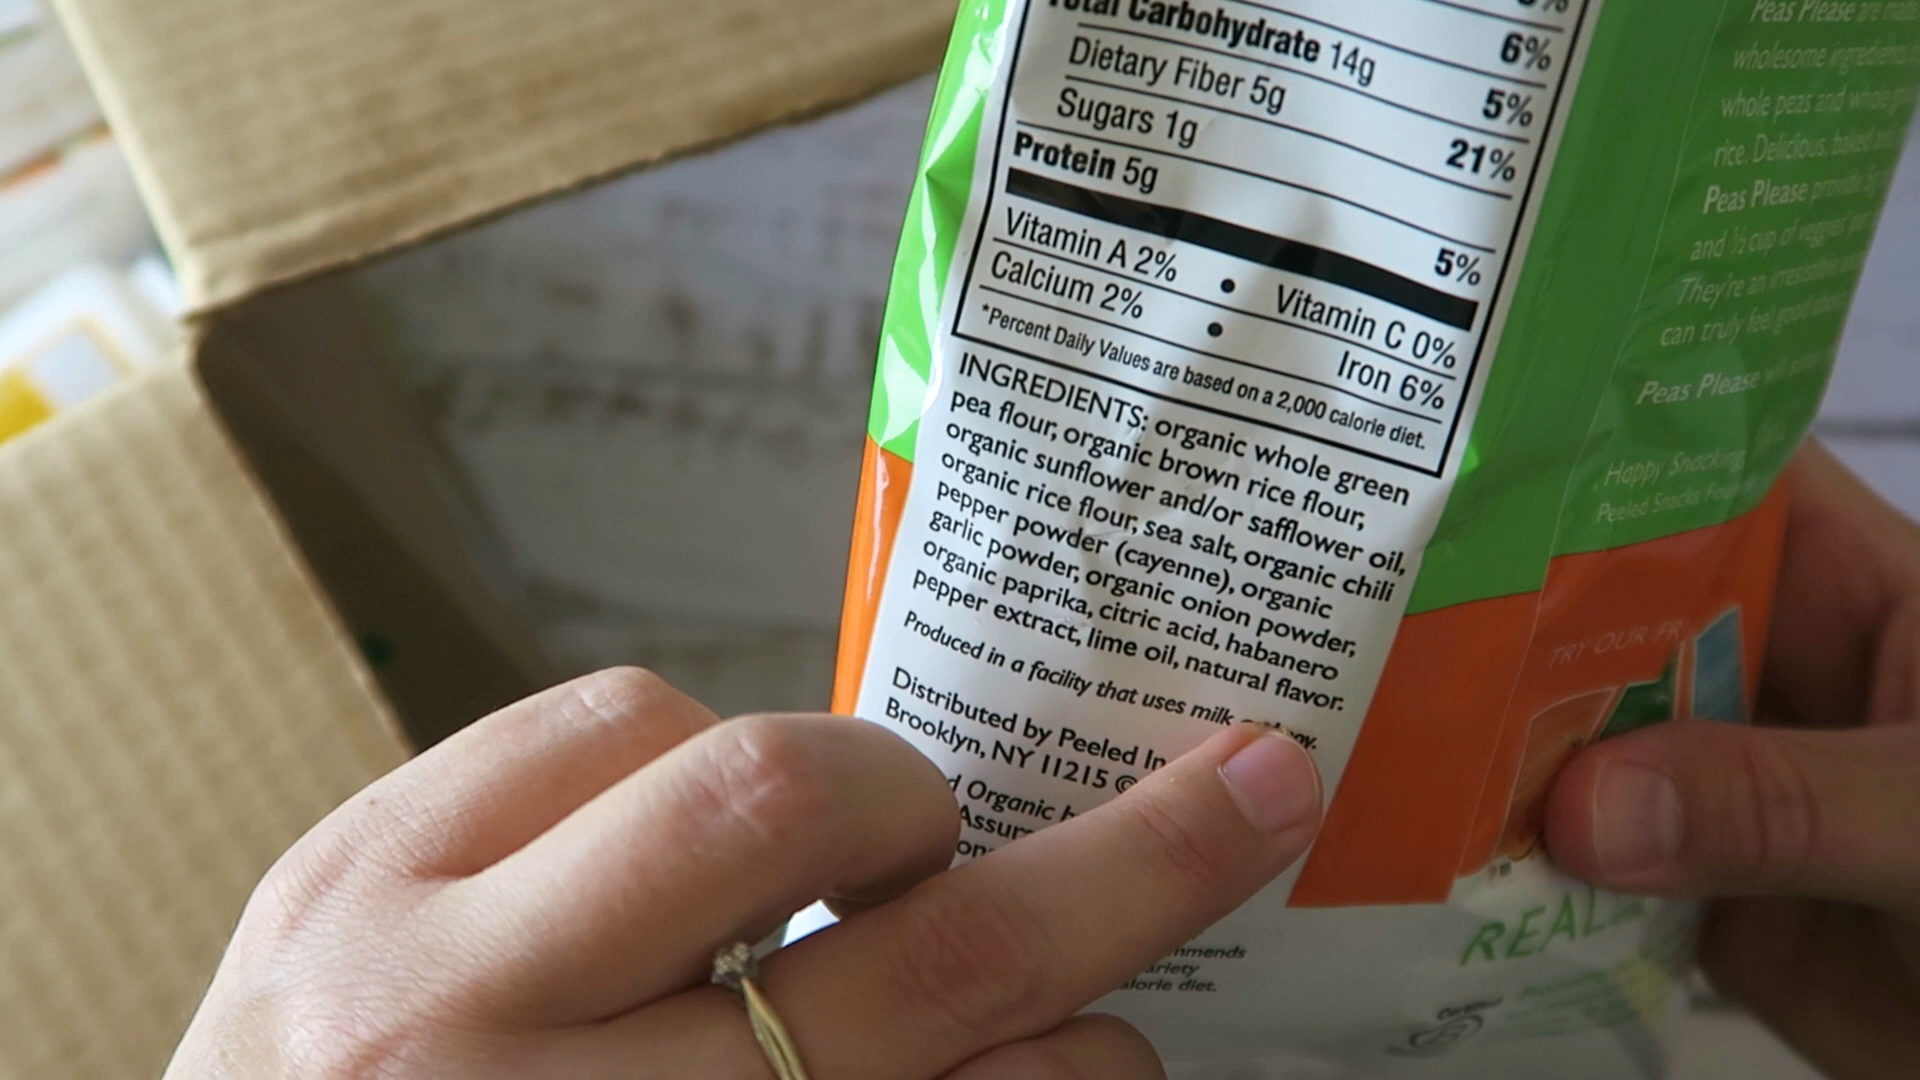 Total Carbohydrate 14g 6%
Dietary Fiber 5g 5%
Sugars 1g 21%
Protein 5g
5%
Vitamin A 2% • Vitamin C 0%
Calcium 2% • Iron 6%
*Percent Daily Values are based on a 2,000 calorie diet.
INGREDIENTS: organic whole green
pea flour, organic brown rice flour,
organic sunflower and/or safflower oil,
organic rice flour, sea salt, organic chili
pepper powder (cayenne), organic
garlic powder, organic onion powder,
organic paprika, citric acid, habanero
pepper extract, lime oil, natural flavor.
Produced in a facility that uses milk
Distributed by Peeled
Brooklyn, NY 11215 ©
Organic
diet.
Peas Please are
wholesome
whole peas and whole
rice. Delicious, baked
Peas Please provide
and ½ cup of veggies
They're an irresistible
can truly feel good
Peas Please will
Happy Snacking
Peeled Snacks
TRY OUR
REAL